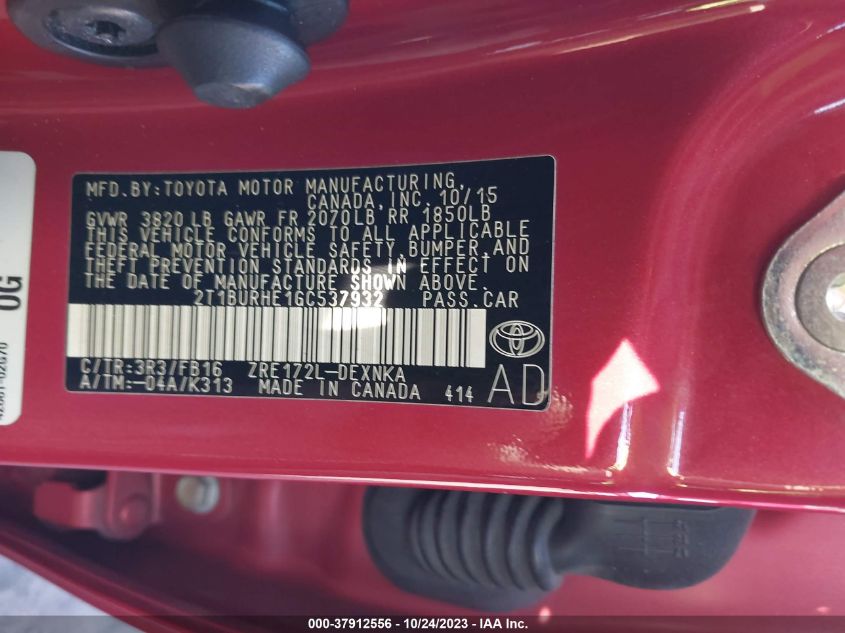 MFD. BY: TOYOTA MOTOR MANUFACTURING,
CANADA, INC. 10/15
GVWR 3820 LB GAWR FR 2070LB, RR 1850LB
THIS VEHICLE CONFORMS TO ALL APPLICABLE
FEDERAL MOTOR VEHICLE SAFETY, BUMPER, AND
THEFT PREVENTION STANDARDS IN EFFECT ON
THE DATE OF MANUFACTURE SHOWN ABOVE.
2T1BURHE1GC537932 PASS. CAR
C/TR: 3R3/FB16 ZRE172L-DEXNKA
A/TM: -04A/K313 MADE IN CANADA 414 AD
0G
000-37912556 - 10/24/2023 - IAA Inc.